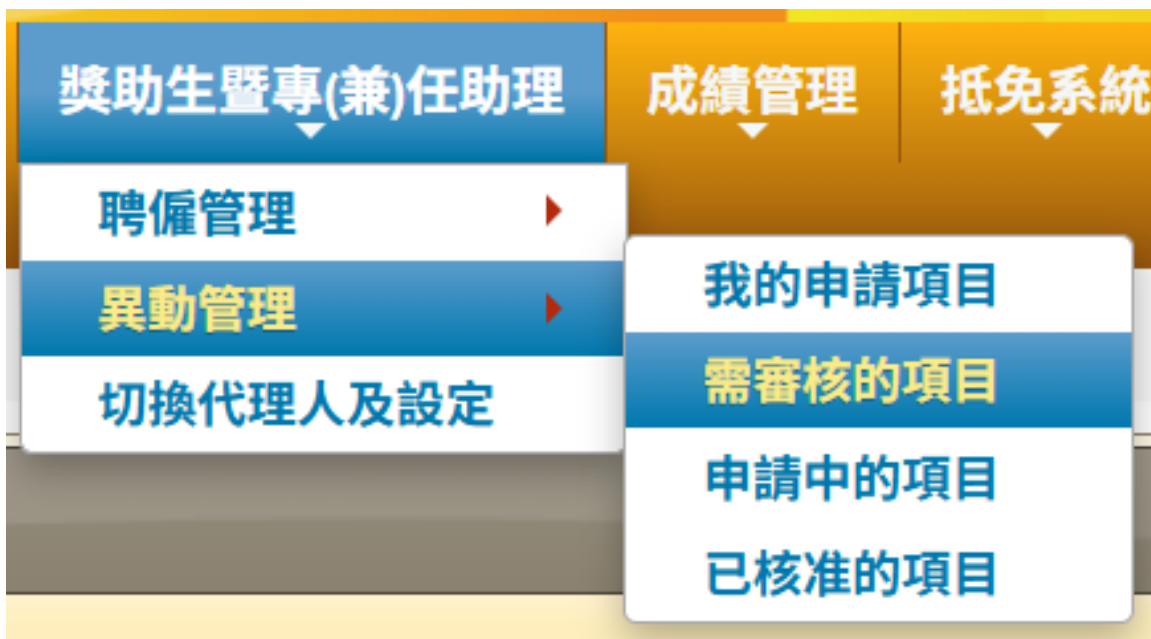 獎助生暨專(兼)任助理
成績管理
抵免系統
聘僱管理
異動管理
切換代理人及設定
我的申請項目
需審核的項目
申請中的項目
已核准的項目